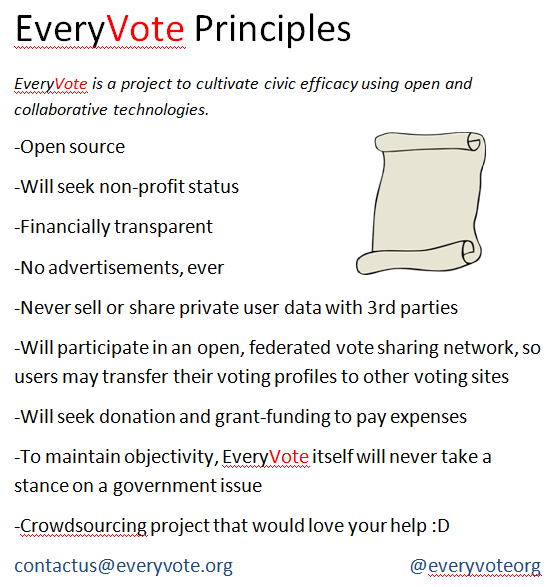 EveryVote Principles
EveryVote is a project to cultivate civic efficacy using open and
collaborative technologies.
-Open source
-Will seek non-profit status
-Financially transparent
-No advertisements, ever
-Never sell or share private user data with 3rd parties
-Will participate in an open, federated vote sharing network, so
users may transfer their voting profiles to other voting sites
-Will seek donation and grant-funding to pay expenses
-To maintain objectivity, EveryVote itself will never take a
stance on a government issue
-Crowdsourcing project that would love your help :D
contactus@everyvote.org @everyvoteorg